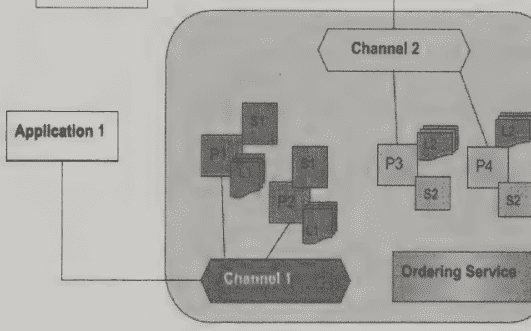 Channel 2
Application 1
S1
P1
L1
S1
P2
L1
L2
P3
S2
L2
P4
S2
Channel 1
Ordering Service